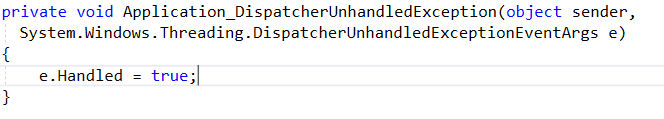 private void Application_DispatcherUnhandledException(object sender,
System.Windows.Threading.DispatcherUnhandledExceptionEventArgs e)
{
e.Handled = true;
}